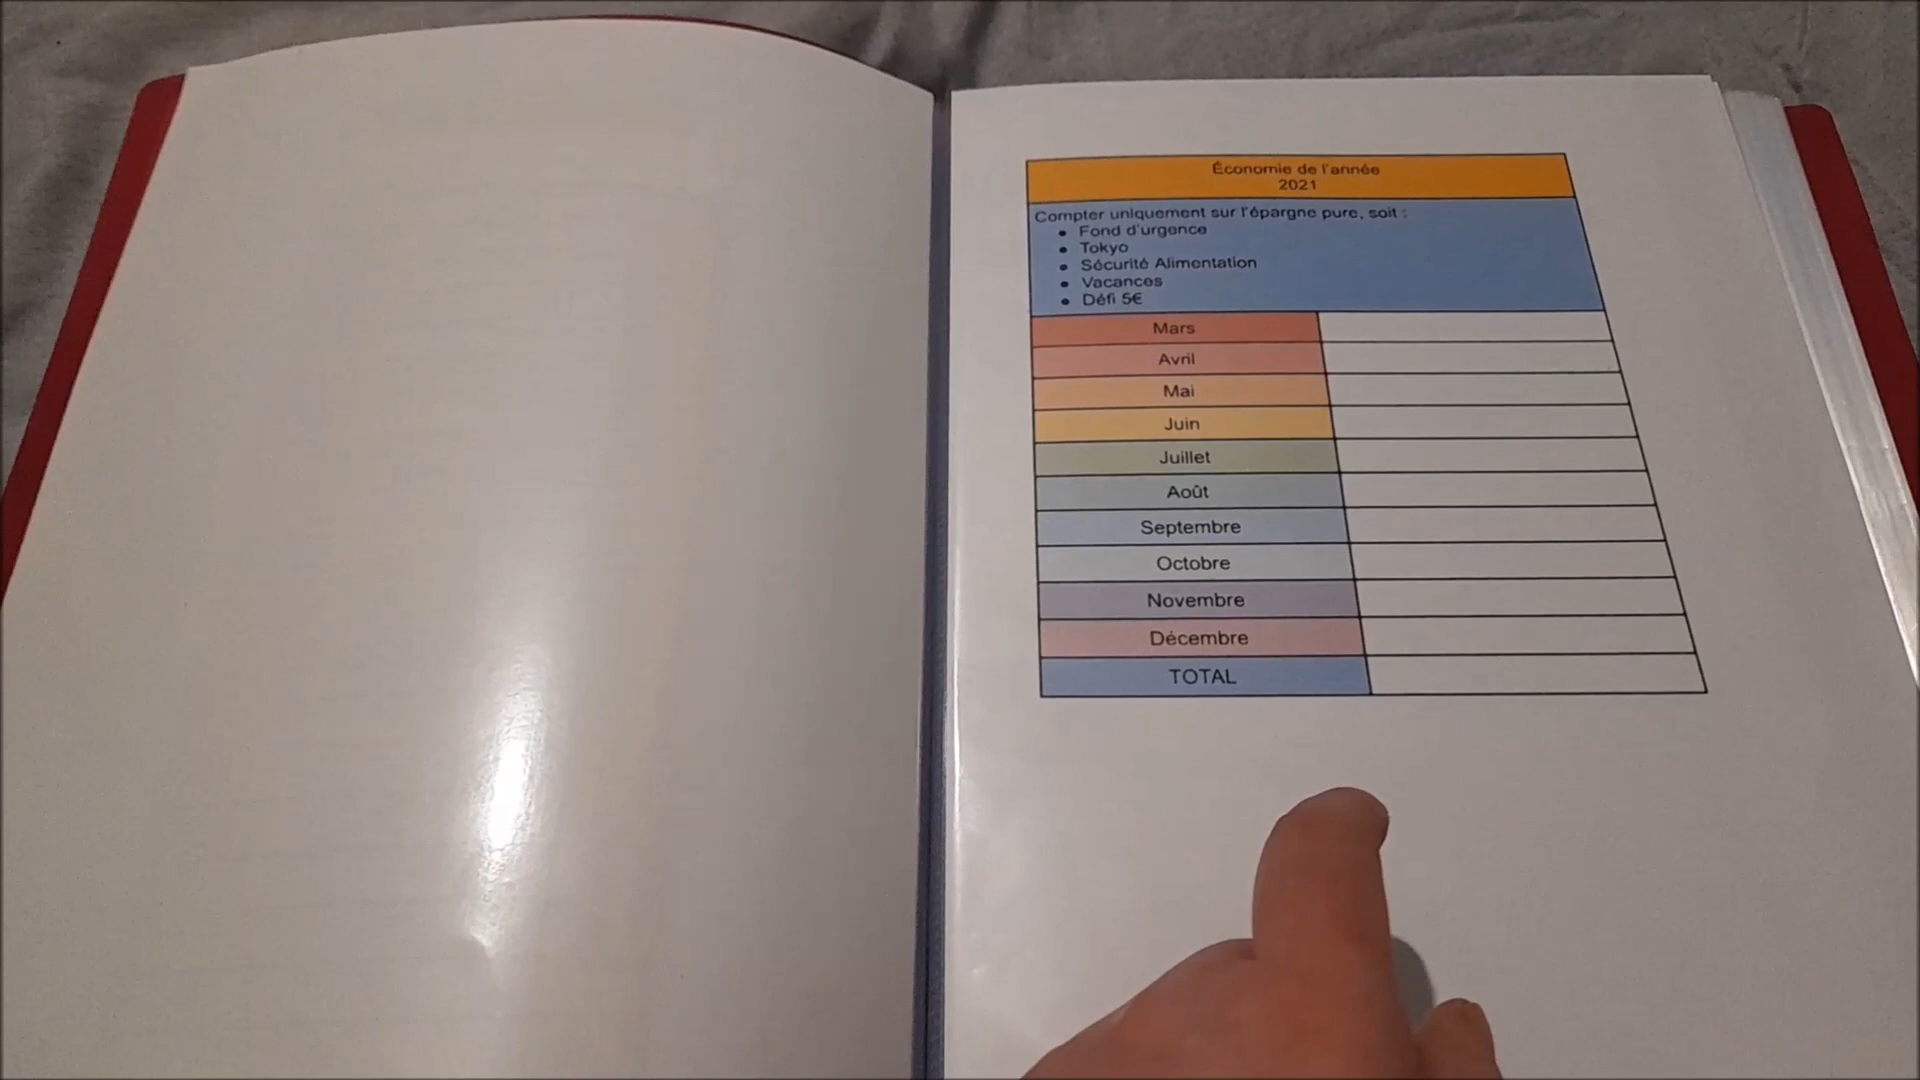 Économie de l'année
2021
Compter uniquement sur l'épargne pure, soit :
• Fond d'urgence
• Tokyo
• Sécurité Alimentation
• Vacances
• Défi 5€
Mars
Avril
Mai
Juin
Juillet
Août
Septembre
Octobre
Novembre
Décembre
TOTAL